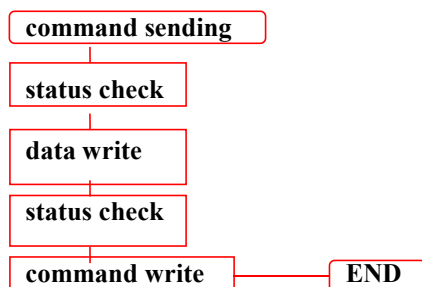 command sending
status check
data write
status check
command write
END